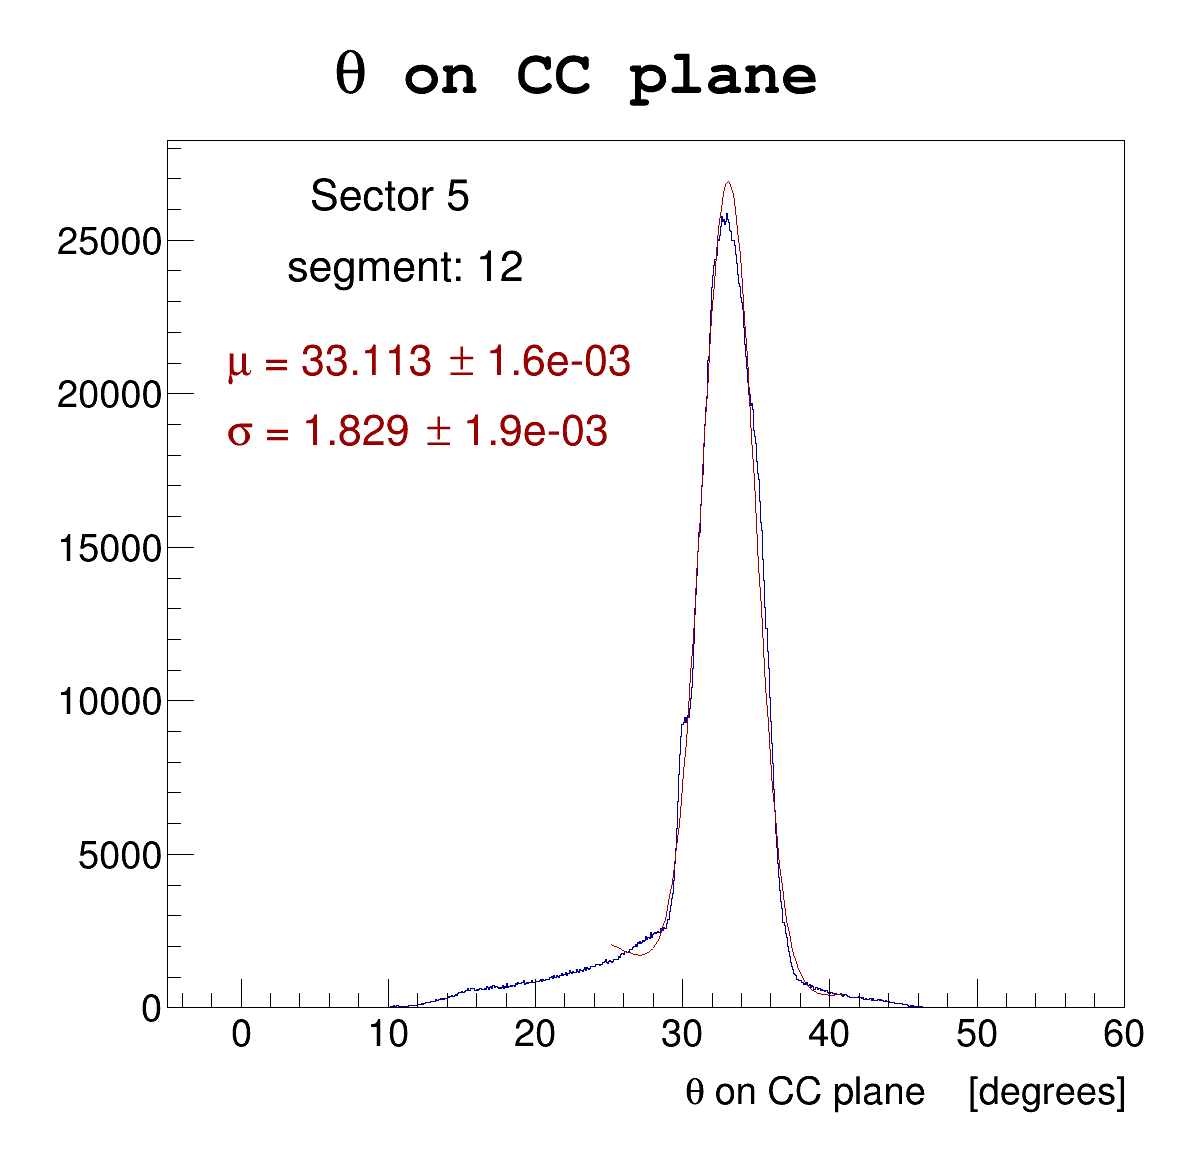 θ on CC plane
Sector 5
segment: 12
μ = 33.113 ± 1.6e-03
σ = 1.829 ± 1.9e-03
25000
20000
15000
10000
5000
0
0 10 20 30 40 50 60
θ on CC plane [degrees]